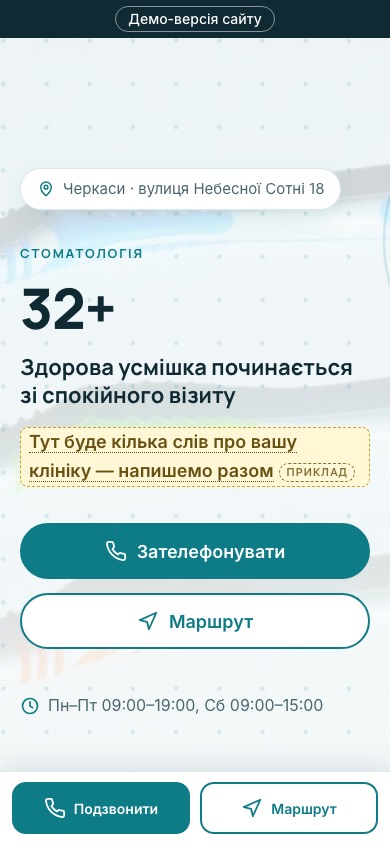 Демо-версія сайту
Черкаси · вулиця Небесної Сотні 18
СТОМАТОЛОГІЯ
32+
Здорова усмішка починається
зі спокійного візиту
Тут буде кілька слів про вашу
клініку — напишемо разом ПРИКЛАД
Зателефонувати
Маршрут
Пн–Пт 09:00–19:00, Сб 09:00–15:00
Подзвонити Маршрут